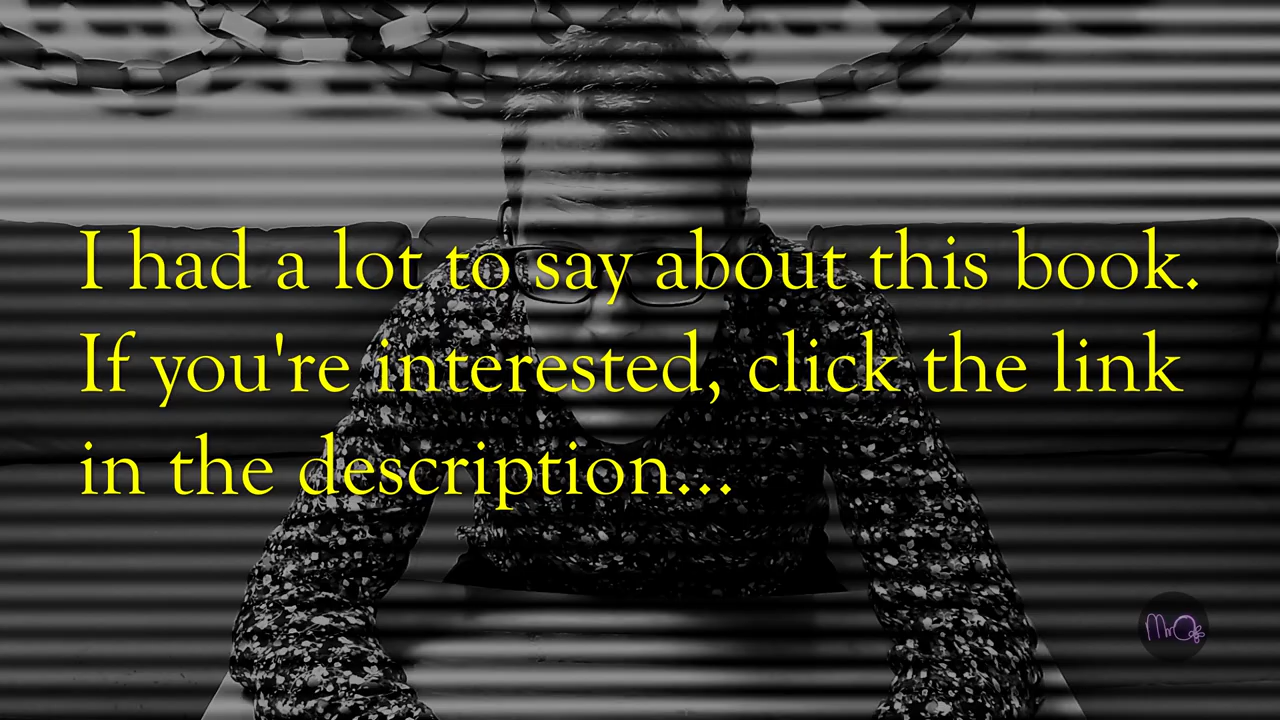 I had a lot to say about this book.
If you're interested, click the link
in the description...